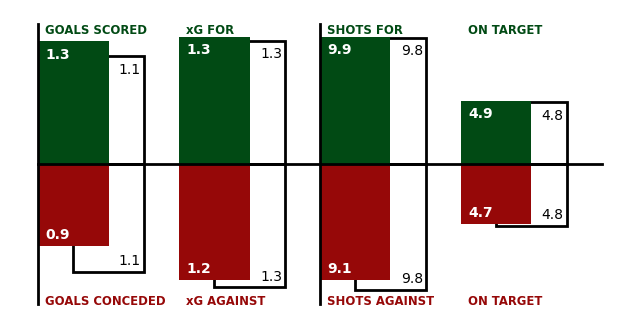 GOALS SCORED xG FOR SHOTS FOR ON TARGET
1.3 1.1 1.3 1.3 9.9 9.8
4.9 4.8
0.9 1.1 1.2 1.3 9.1 9.8 4.7 4.8
GOALS CONCEDED xG AGAINST SHOTS AGAINST ON TARGET